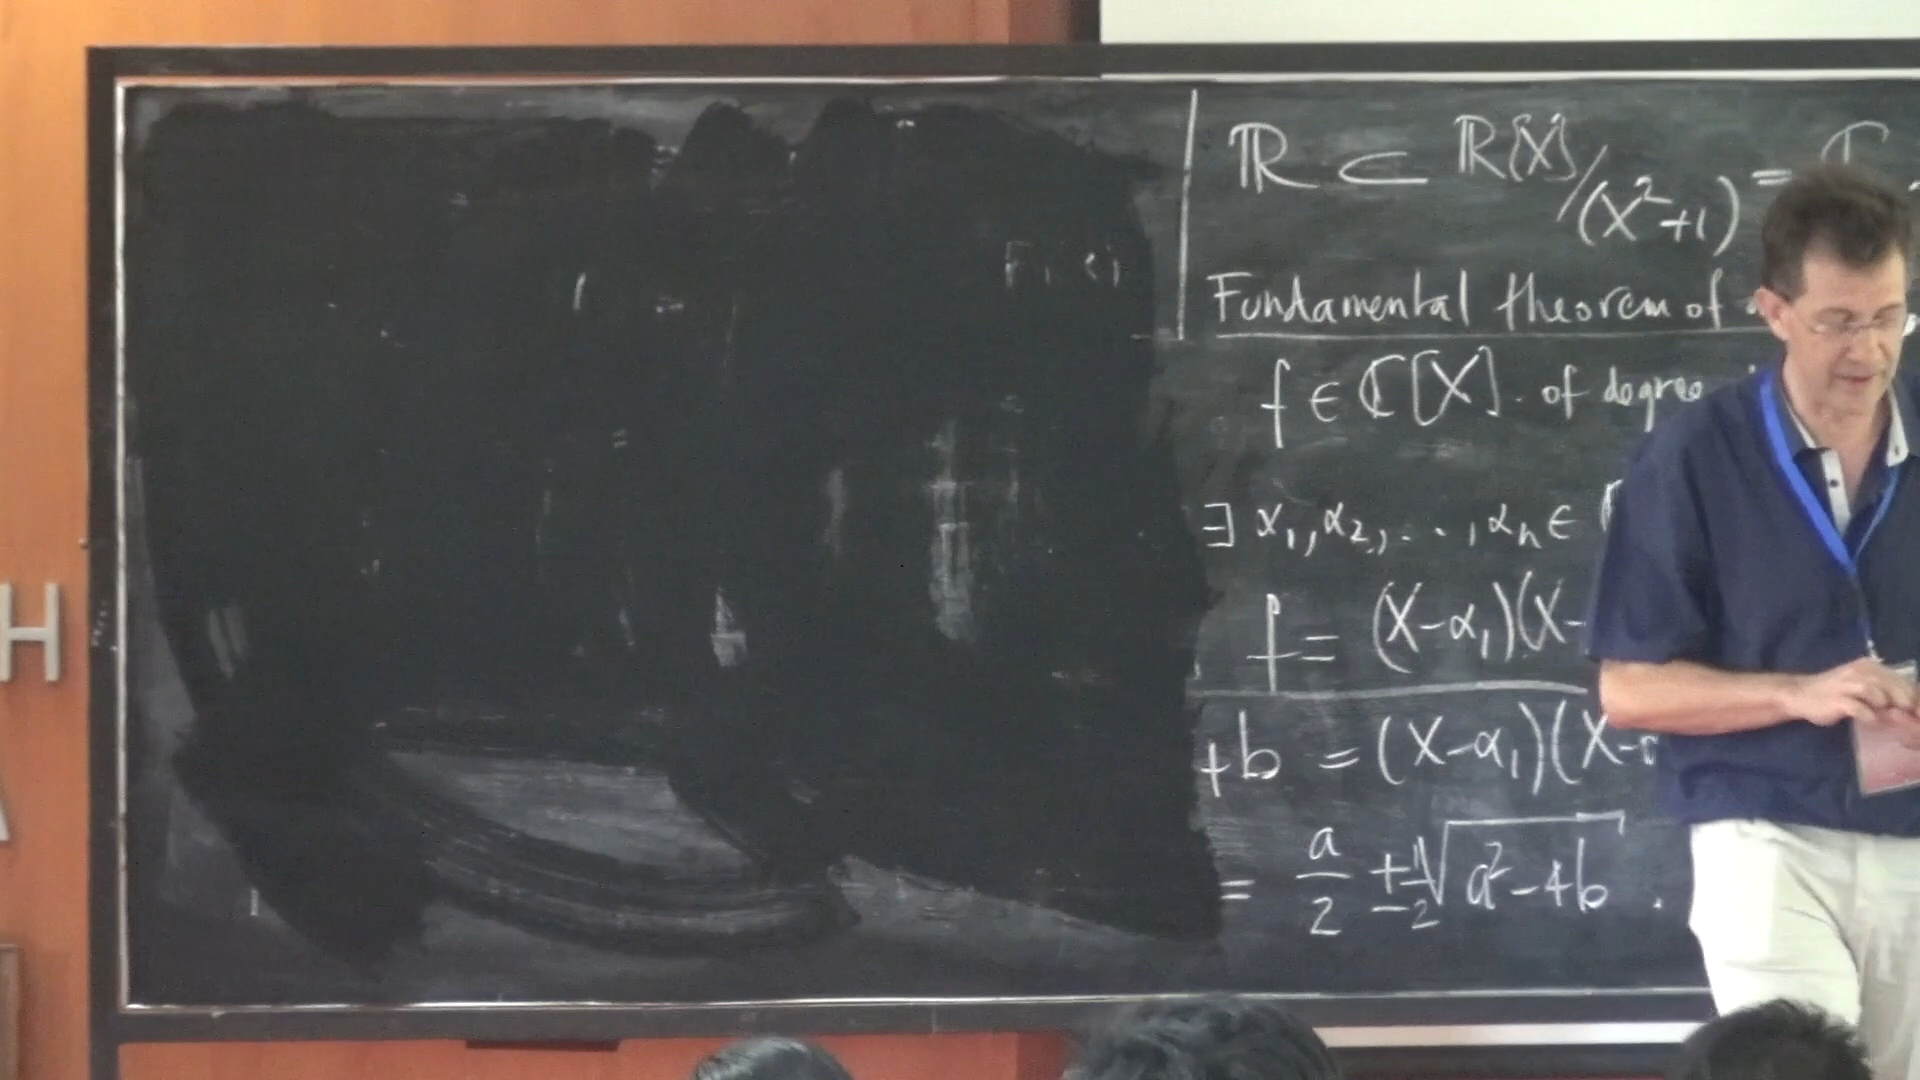 ℝ ⊂ ℝ[X]/(X²+1) = ℂ
Fundamental theorem of
f ∈ ℂ[X]. of degree
∃ α₁, α₂, . . , αₙ ∈
f = (X-α₁)(X-
+b = (X-α₁)(X-
= a/2 ± 1/2 √(a²-4b) .
H